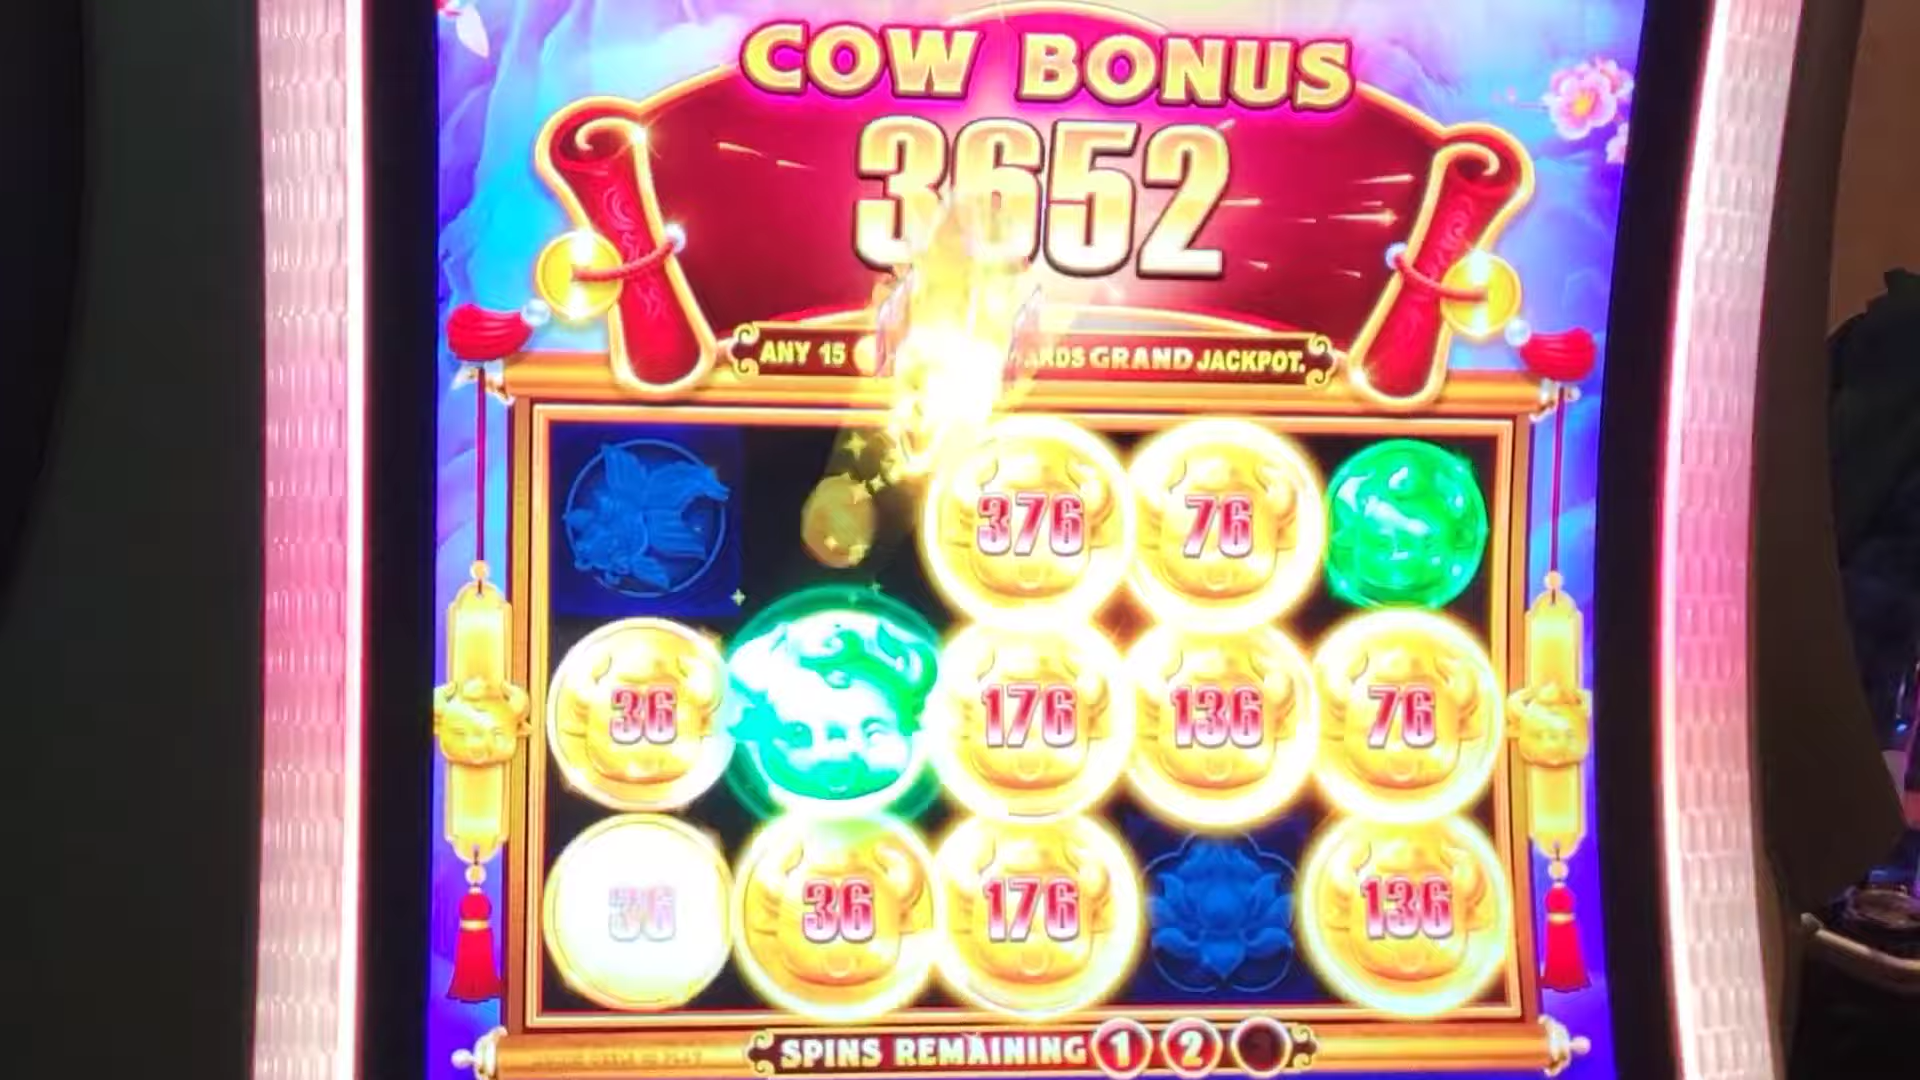 COW BONUS
3652
ANY 15 GRAND JACKPOT.
376 76
36 176 136 76
36 36 176 136
SPINS REMAINING 1 2